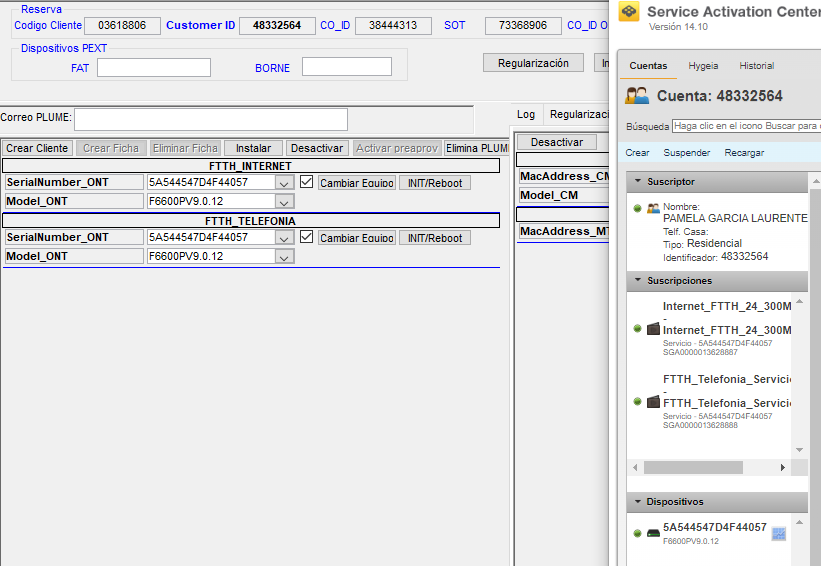 Reserva
Codigo Cliente 03618806 Customer ID 48332564 CO_ID 38444313 SOT 73368906 CO_ID O
Dispositivos PEXT
FAT BORNE
Regularización In
Correo PLUME:
Log Regularizaci
Crear Cliente Crear Ficha Eliminar Ficha Instalar Desactivar Activar preaprov Elimina PLUM
Desactivar
FTTH_INTERNET
SerialNumber_ONT 5A544547D4F44057 Cambiar Equipo INIT/Reboot
Model_ONT F6600PV9.0.12
FTTH_TELEFONIA
SerialNumber_ONT 5A544547D4F44057 Cambiar Equipo INIT/Reboot
Model_ONT F6600PV9.0.12
MacAddress_CM
Model_CM
MacAddress_MT
Service Activation Center
Versión 14.10
Cuentas Hygeia Historial
Cuenta: 48332564
Búsqueda Haga clic en el icono Buscar para
Crear Suspender Recargar
Suscriptor
Nombre:
PAMELA GARCIA LAURENTE
Telf. Casa:
Tipo: Residencial
Identificador: 48332564
Suscripciones
Internet_FTTH_24_300M
-
Internet_FTTH_24_300M
Servicio - 5A544547D4F44057
SGA0000013628887
FTTH_Telefonia_Servici
-
FTTH_Telefonia_Servici
Servicio - 5A544547D4F44057
SGA0000013628888
Dispositivos
5A544547D4F44057
F6600PV9.0.12